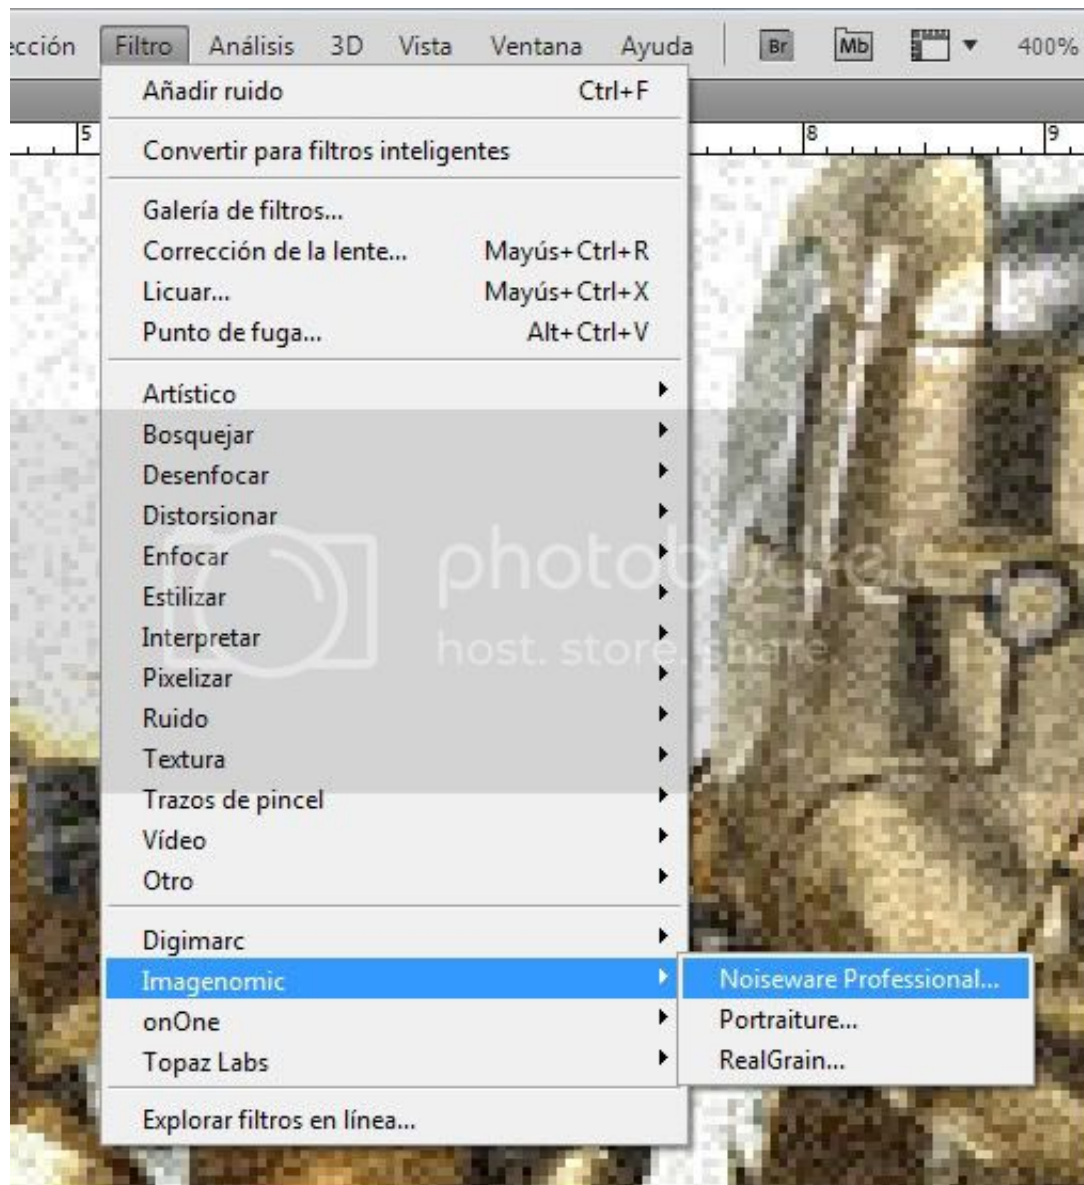 ección Filtro Análisis 3D Vista Ventana Ayuda Br Mb 400%
5 8 9
Añadir ruido Ctrl+F
Convertir para filtros inteligentes
Galería de filtros...
Corrección de la lente... Mayús+Ctrl+R
Licuar... Mayús+Ctrl+X
Punto de fuga... Alt+Ctrl+V
Artístico
Bosquejar
Desenfocar
Distorsionar
Enfocar
Estilizar
Interpretar
Pixelizar
Ruido
Textura
Trazos de pincel
Vídeo
Otro
Digimarc
Imagenomic
onOne
Topaz Labs
Explorar filtros en línea...
Noiseware Professional...
Portraiture...
RealGrain...
photobucket
host. store. share.